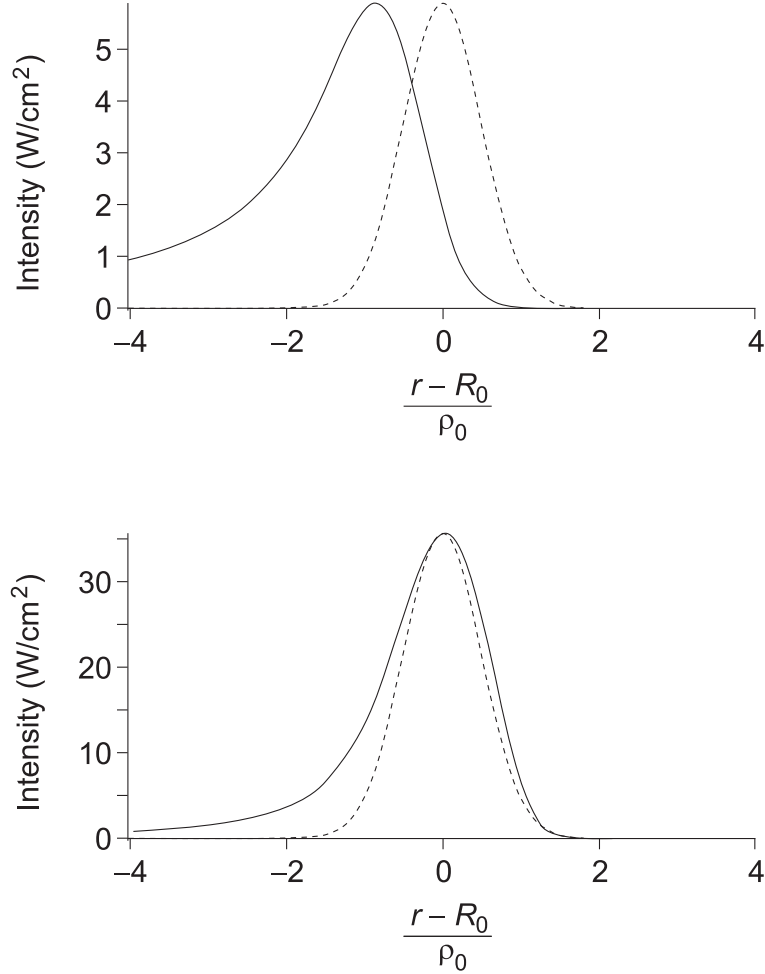 Intensity (W/cm²)
5
4
3
2
1
0
–4 –2 0 2 4
r – R₀
ρ₀
Intensity (W/cm²)
30
20
10
0
–4 –2 0 2 4
r – R₀
ρ₀